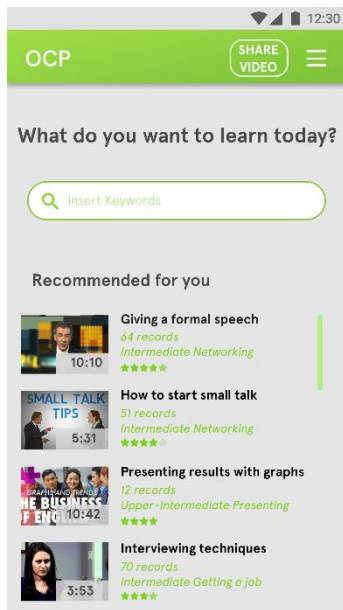 12:30
OCP
SHARE
VIDEO
What do you want to learn today?
Insert Keywords
Recommended for you
Giving a formal speech
64 records
Intermediate Networking
10:10
How to start small talk
51 records
Intermediate Networking
SMALL TALK
TIPS
5:31
Presenting results with graphs
12 records
Upper-intermediate Presenting
GRAPHS AND TRENDS
HE BUSINESS
OF ENGL
10:42
Interviewing techniques
70 records
Intermediate Getting a job
3:53